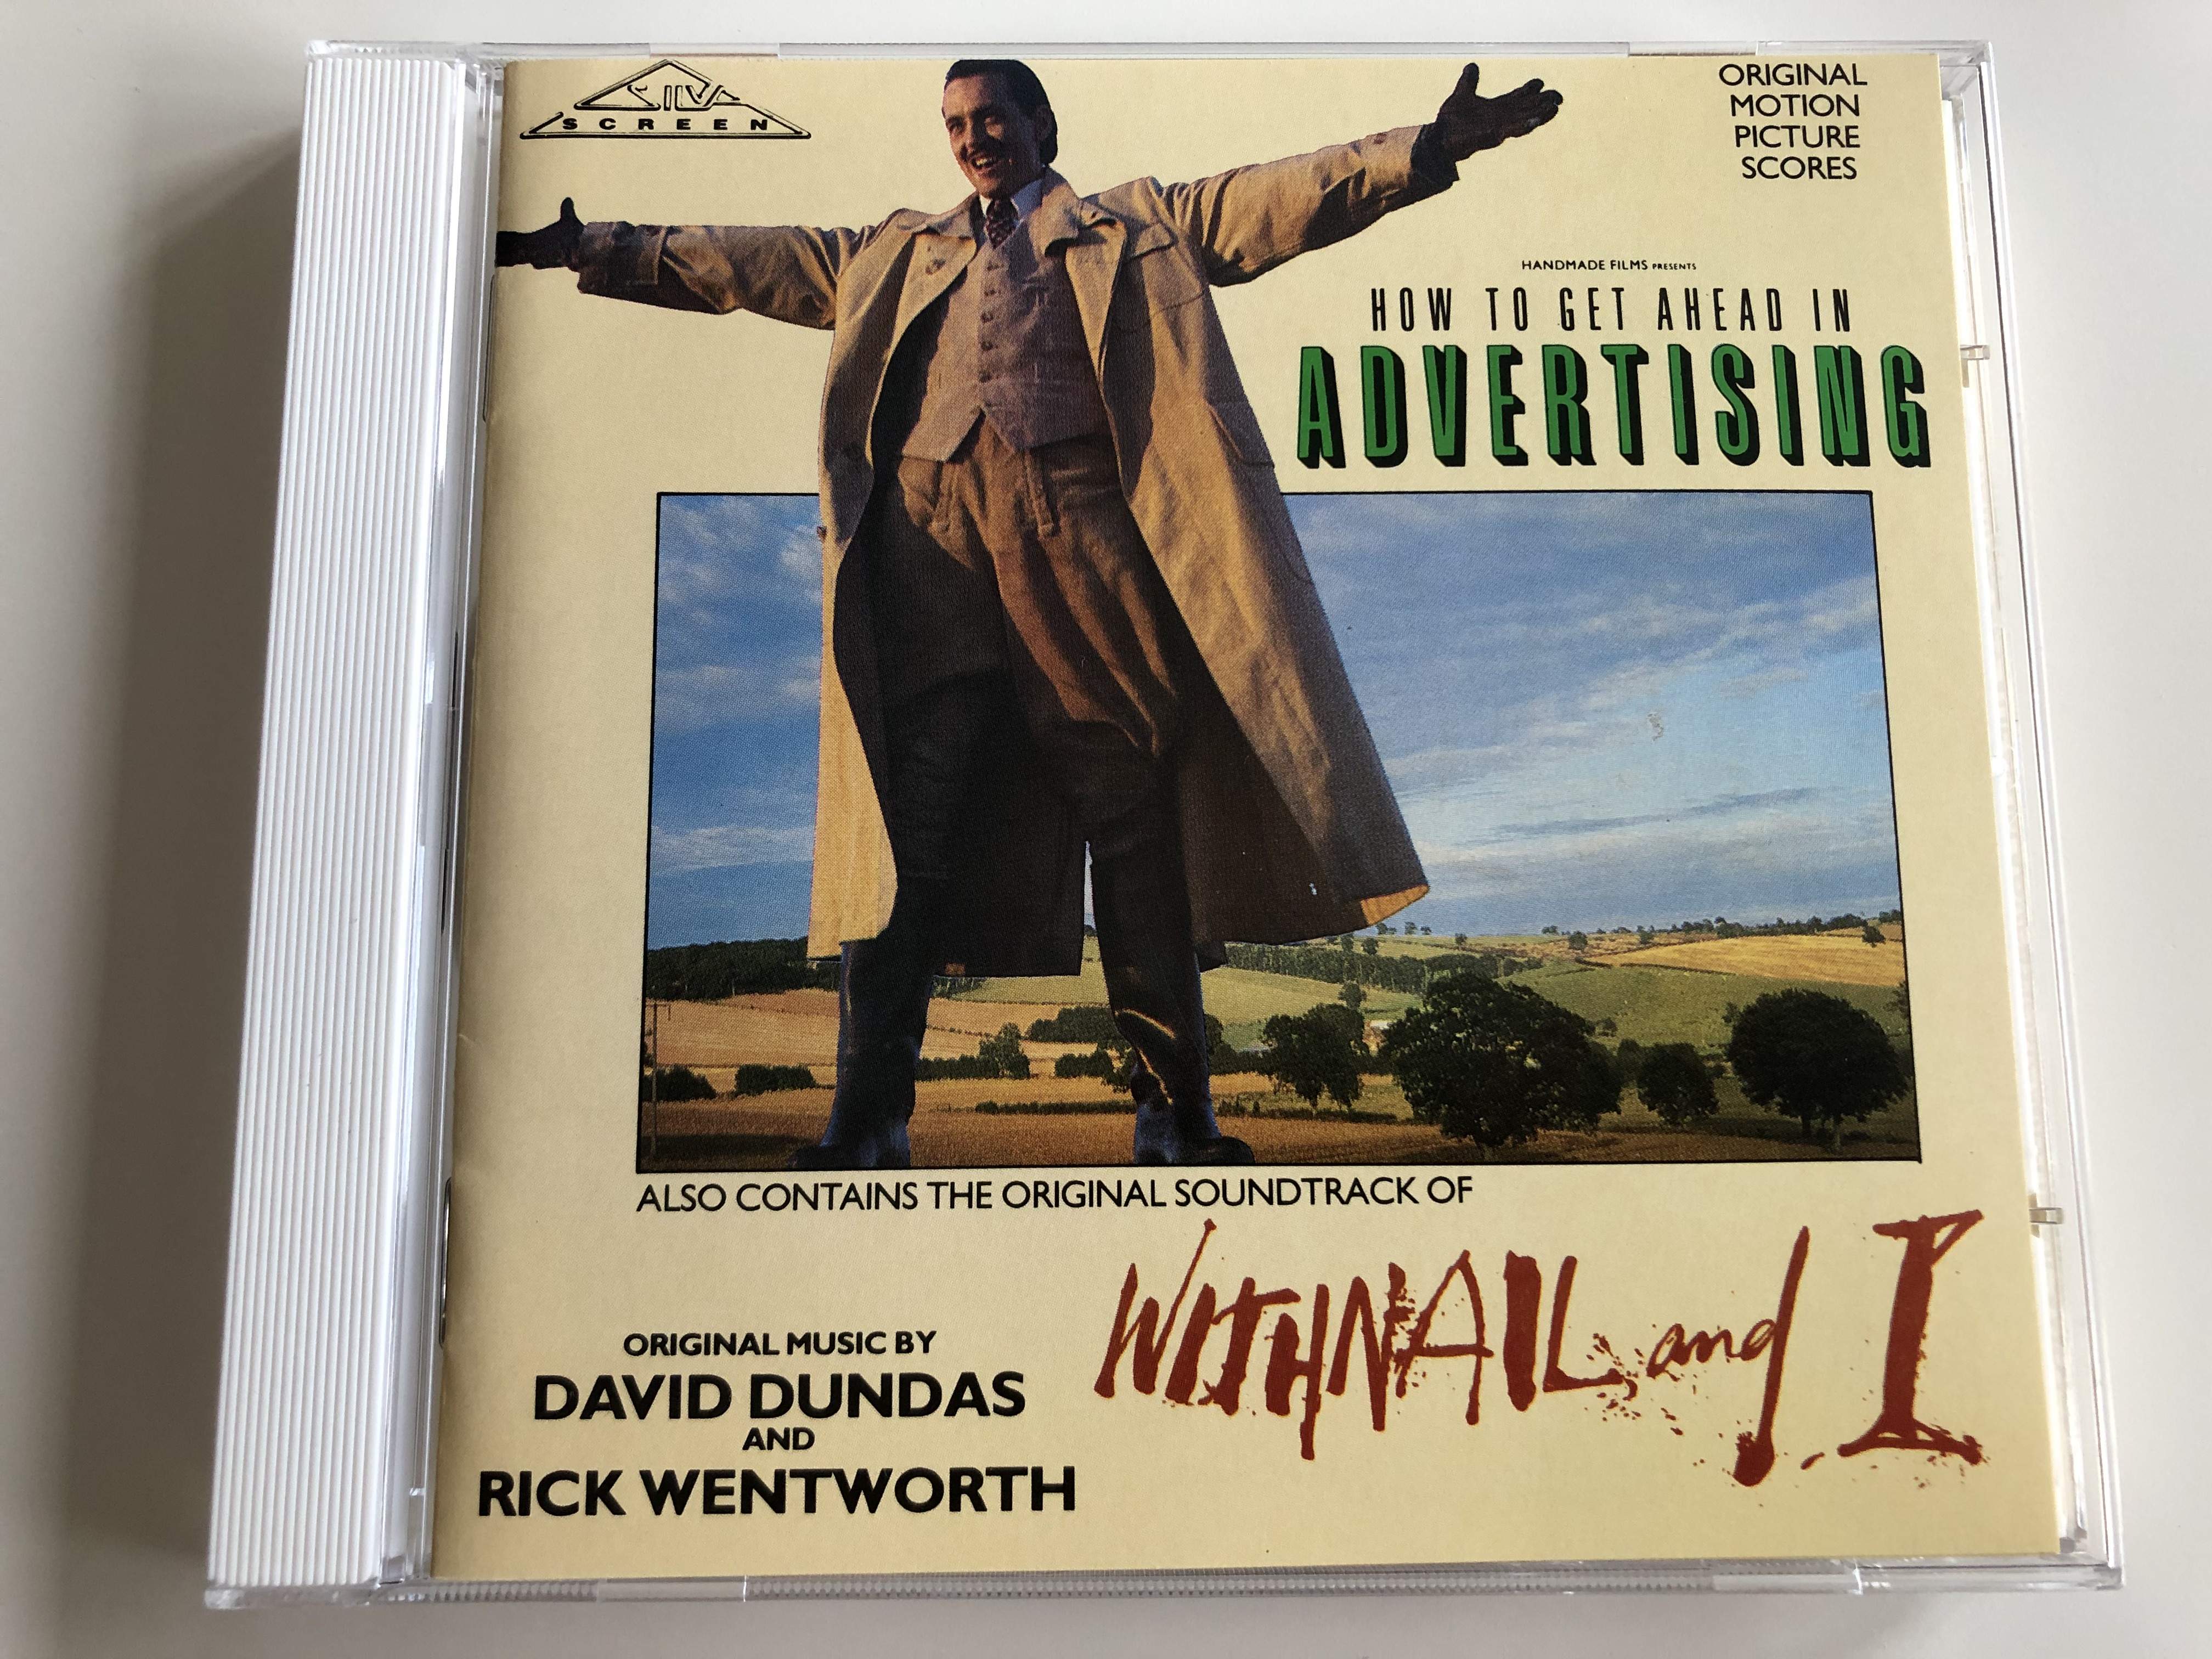 SILVA
SCREEN
ORIGINAL
MOTION
PICTURE
SCORES
HANDMADE FILMS PRESENTS
HOW TO GET AHEAD IN
ADVERTISING
ALSO CONTAINS THE ORIGINAL SOUNDTRACK OF
WITHNAIL and I
ORIGINAL MUSIC BY
DAVID DUNDAS
AND
RICK WENTWORTH